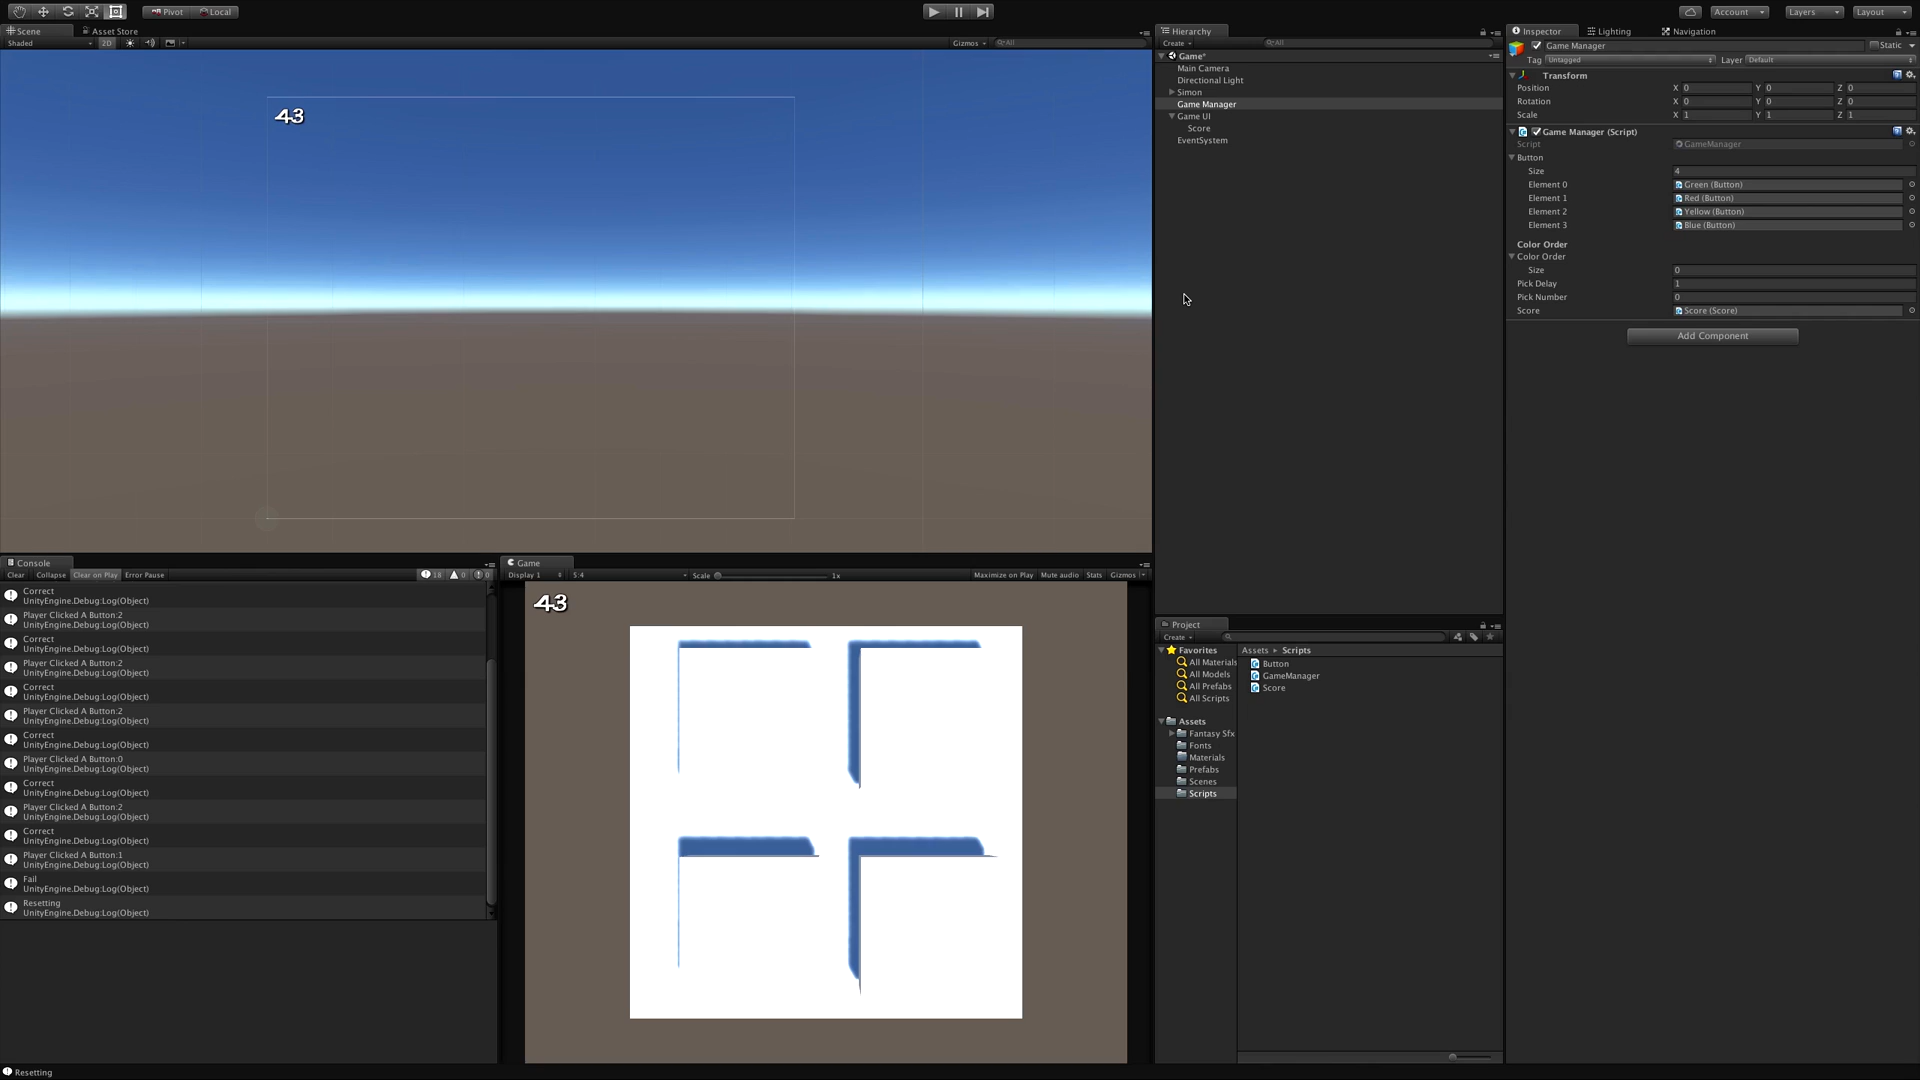 Pivot Local
Account Layers Layout
Scene Asset Store
Shaded 2D Gizmos All
43
Console
Clear Collapse Clear on Play Error Pause 18 0 0
Correct
UnityEngine.Debug:Log(Object)
Player Clicked A Button:2
UnityEngine.Debug:Log(Object)
Correct
UnityEngine.Debug:Log(Object)
Player Clicked A Button:2
UnityEngine.Debug:Log(Object)
Correct
UnityEngine.Debug:Log(Object)
Player Clicked A Button:2
UnityEngine.Debug:Log(Object)
Correct
UnityEngine.Debug:Log(Object)
Player Clicked A Button:0
UnityEngine.Debug:Log(Object)
Correct
UnityEngine.Debug:Log(Object)
Player Clicked A Button:2
UnityEngine.Debug:Log(Object)
Correct
UnityEngine.Debug:Log(Object)
Player Clicked A Button:1
UnityEngine.Debug:Log(Object)
Fail
UnityEngine.Debug:Log(Object)
Resetting
UnityEngine.Debug:Log(Object)
Resetting
Game
Display 1 5:4 Scale 1x Maximize on Play Mute audio Stats Gizmos
43
Hierarchy
Create All
Game*
Main Camera
Directional Light
Simon
Game Manager
Game UI
Score
EventSystem
Project
Create
Favorites
All Materials
All Models
All Prefabs
All Scripts
Assets
Fantasy Sfx
Fonts
Materials
Prefabs
Scenes
Scripts
Assets Scripts
Button
GameManager
Score
Inspector Lighting Navigation
Game Manager Static
Tag Untagged Layer Default
Transform
Position X 0 Y 0 Z 0
Rotation X 0 Y 0 Z 0
Scale X 1 Y 1 Z 1
Game Manager (Script)
Script GameManager
Button
Size 4
Element 0 Green (Button)
Element 1 Red (Button)
Element 2 Yellow (Button)
Element 3 Blue (Button)
Color Order
Color Order
Size 0
Pick Delay 1
Pick Number 0
Score Score (Score)
Add Component